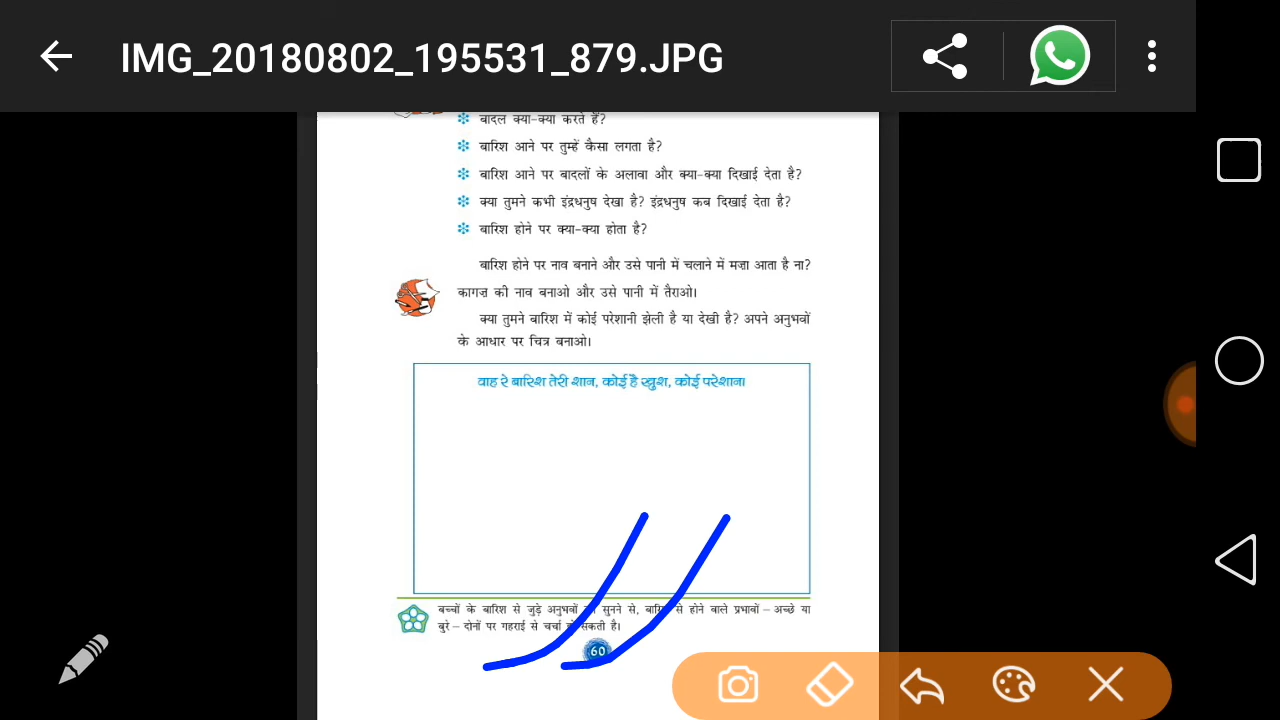 IMG_20180802_195531_879.JPG
बादल क्या-क्या करते हैं?
बारिश आने पर तुम्हें कैसा लगता है?
बारिश आने पर बादलों के अलावा और क्या-क्या दिखाई देता है?
क्या तुमने कभी इंद्रधनुष देखा है? इंद्रधनुष कब दिखाई देता है?
बारिश होने पर क्या-क्या होता है?
बारिश होने पर नाव बनाने और उसे पानी में चलाने में मज़ा आता है ना?
कागज़ की नाव बनाओ और उसे पानी में तैराओ।
क्या तुमने बारिश में कोई परेशानी झेली है या देखी है? अपने अनुभवों
के आधार पर चित्र बनाओ।
वाह रे बारिश तेरी शान, कोई है खुश, कोई परेशान।
बच्चों के बारिश से जुड़े अनुभवों सुनने से, बारिश से होने वाले प्रभावों – अच्छे या
बुरे – दोनों पर गहराई से चर्चा सकती है।
60